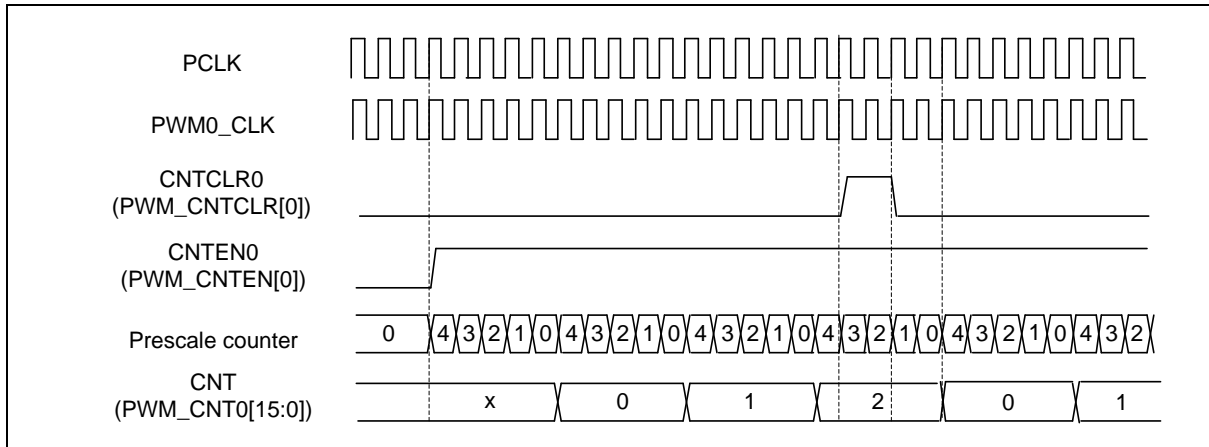 PCLK
PWM0_CLK
CNTCLR0
(PWM_CNTCLR[0])
CNTEN0
(PWM_CNTEN[0])
Prescale counter 0 4 3 2 1 0 4 3 2 1 0 4 3 2 1 0 4 3 2 1 0 4 3 2 1 0 4 3 2
CNT
(PWM_CNT0[15:0]) x 0 1 2 0 1